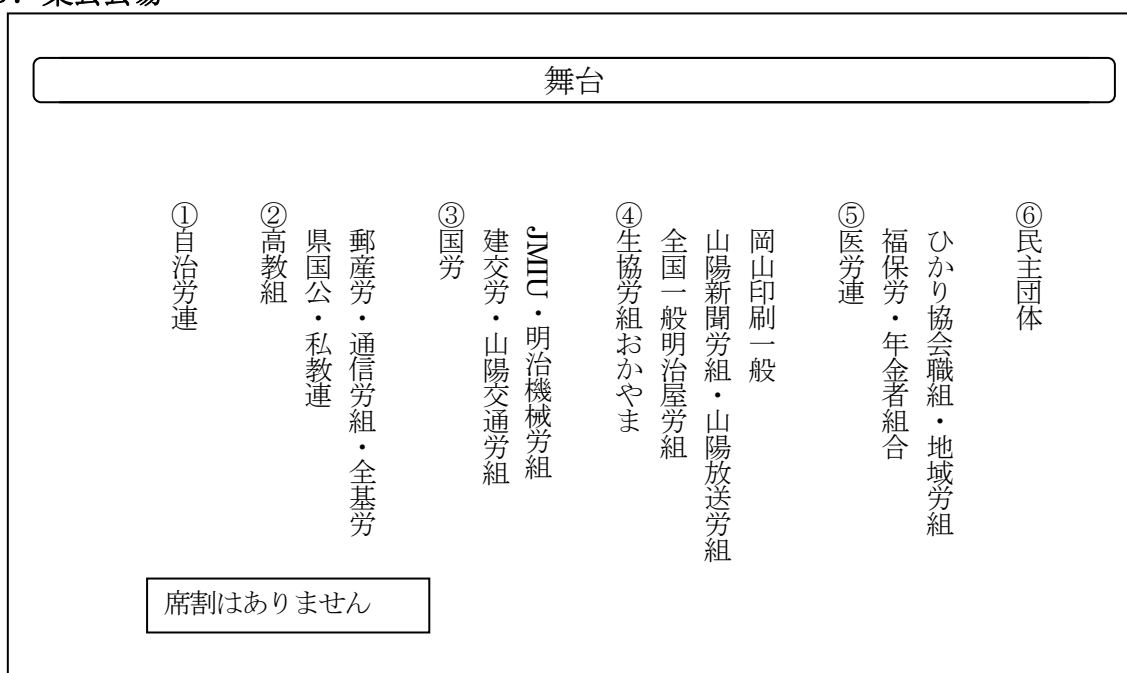 舞台
①自治労連
②高教組
県国公・私教連
郵産労・通信労組・全基労
③国労
建交労・山陽交通労組
JMIU・明治機械労組
④生協労組おかやま
全国一般明治屋労組
山陽新聞労組・山陽放送労組
岡山印刷一般
⑤医労連
福保労・年金者組合
ひかり協会職組・地域労組
⑥民主団体
席割はありません